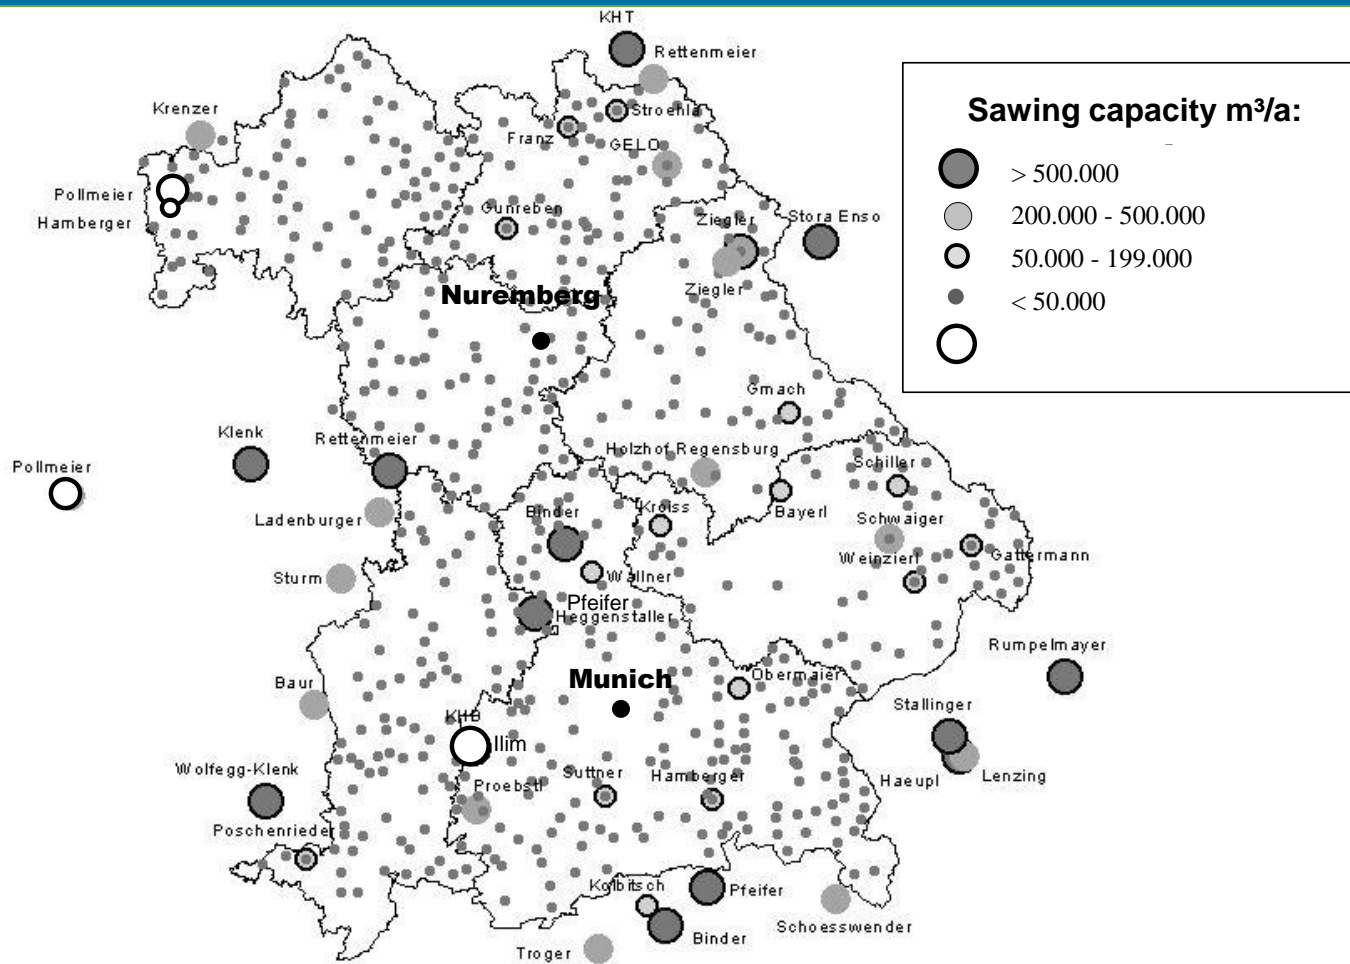 KHT
Rettenmeier
Krenzer
Stroehla
Franz
GELO
Pollmeier
Hamberger
Gunreben
Ziegler
Stora Enso
Ziegler
Nuremberg
Sawing capacity m³/a:
> 500.000
200.000 - 500.000
50.000 - 199.000
< 50.000
Gmach
Klenk
Rettenmeier
Holzhof Regensburg
Pollmeier
Schiller
Ladenburger
Binder
Kroiss
Bayerl
Schwaiger
Weinzierl
Gattermann
Sturm
Wallner
Pfeifer
Heggenstaller
Rumpelmayer
Munich
Obermaier
Baur
Stallinger
KHB
Ilim
Wolfegg-Klenk
Proebstl
Suttner
Hamberger
Haeupl
Lenzing
Poschenrieder
Kolbitsch
Pfeifer
Schoesswender
Binder
Troger